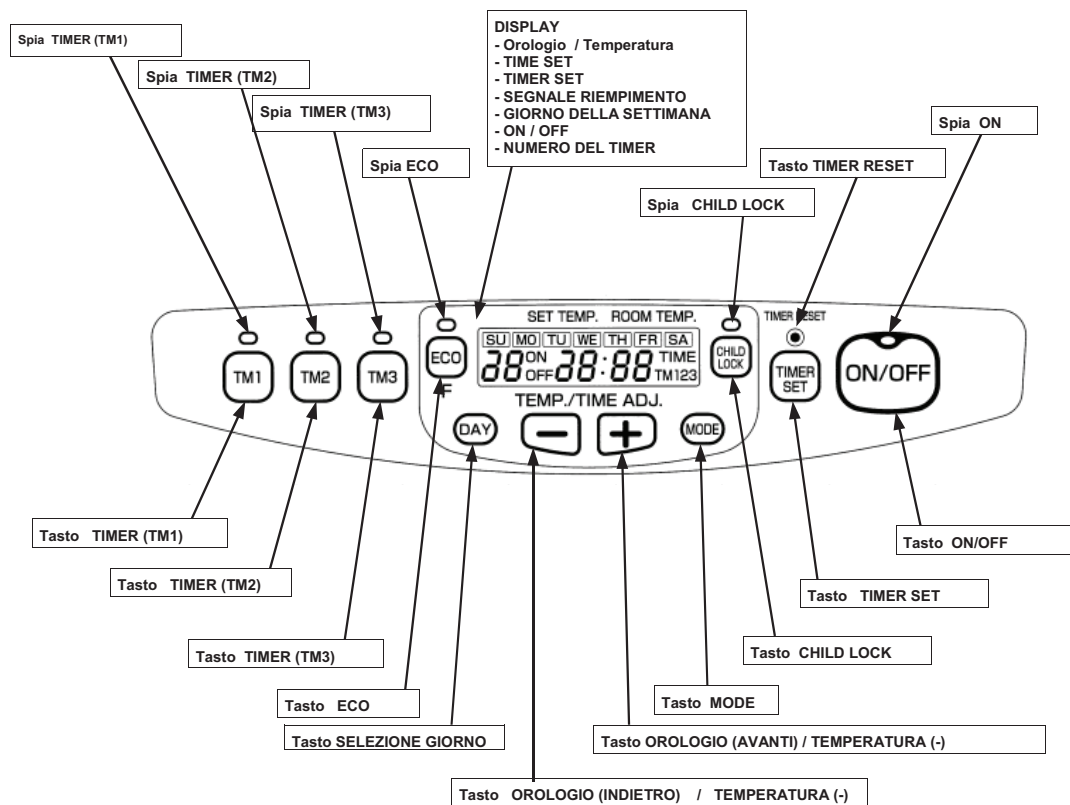 DISPLAY
- Orologio / Temperatura
- TIME SET
- TIMER SET
- SEGNALE RIEMPIMENTO
- GIORNO DELLA SETTIMANA
- ON / OFF
- NUMERO DEL TIMER
Spia TIMER (TM1)
Spia TIMER (TM2)
Spia TIMER (TM3)
Spia ECO
Spia ON
Tasto TIMER RESET
Spia CHILD LOCK
SET TEMP. ROOM TEMP.
TIMER RESET
SU MO TU WE TH FR SA
88 ON OFF 88:88 TIME TM123
TM1
TM2
TM3
ECO
F
CHILD
LOCK
TIMER
SET
ON/OFF
TEMP./TIME ADJ.
DAY
−
+
MODE
Tasto TIMER (TM1)
Tasto ON/OFF
Tasto TIMER (TM2)
Tasto TIMER SET
Tasto TIMER (TM3)
Tasto CHILD LOCK
Tasto ECO
Tasto MODE
Tasto SELEZIONE GIORNO
Tasto OROLOGIO (AVANTI) / TEMPERATURA (-)
Tasto OROLOGIO (INDIETRO) / TEMPERATURA (-)